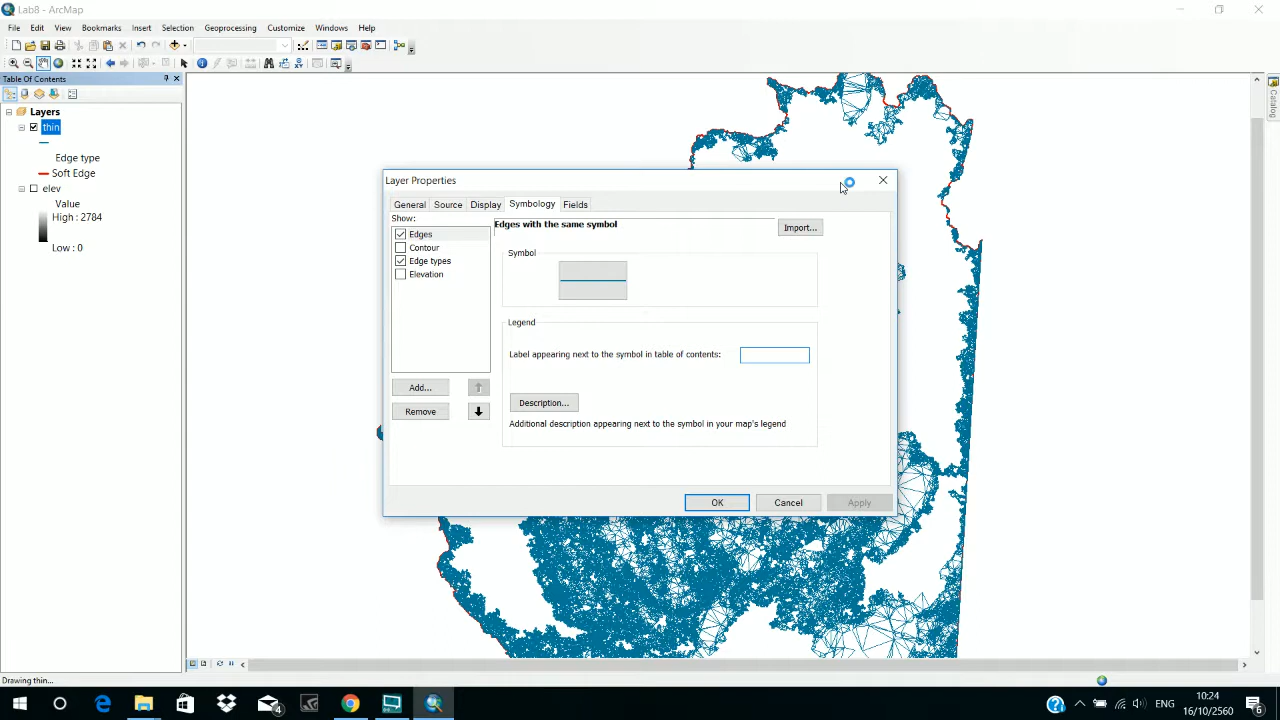 Lab8 - ArcMap
File Edit View Bookmarks Insert Selection Geoprocessing Customize Windows Help
Table Of Contents
Layers
thin
Edge type
Soft Edge
elev
Value
High : 2784
Low : 0
Catalog
Layer Properties
General Source Display Symbology Fields
Show:
Edges
Contour
Edge types
Elevation
Add...
Remove
Edges with the same symbol
Import...
Symbol
Legend
Label appearing next to the symbol in table of contents:
Description...
Additional description appearing next to the symbol in your map's legend
OK Cancel Apply
Drawing thin...
4
ENG
10:24
16/10/2560
6